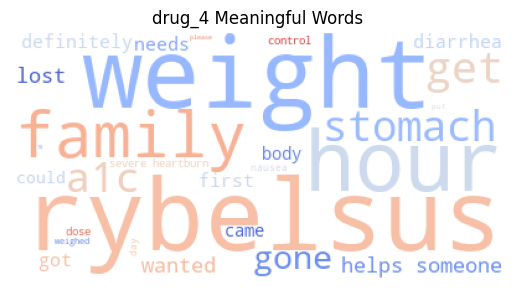 drug_4 Meaningful Words
definitely needs please control diarrhea
lost weight get
family stomach
severe heartburn body hour
could a1c first nausea put
rybelsus
dose came
weighed day
got wanted gone helps someone